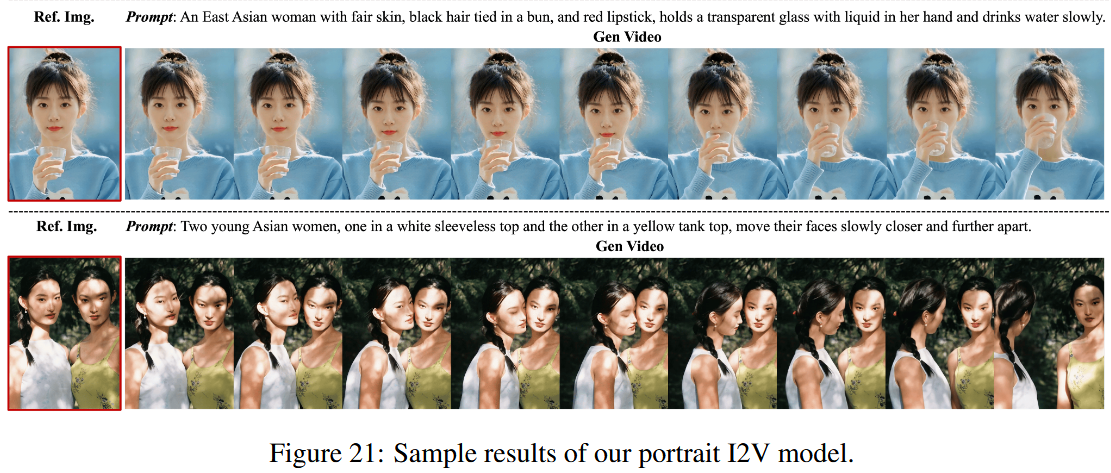 Ref. Img. Prompt: An East Asian woman with fair skin, black hair tied in a bun, and red lipstick, holds a transparent glass with liquid in her hand and drinks water slowly.
Gen Video
Ref. Img. Prompt: Two young Asian women, one in a white sleeveless top and the other in a yellow tank top, move their faces slowly closer and further apart.
Gen Video
Figure 21: Sample results of our portrait I2V model.